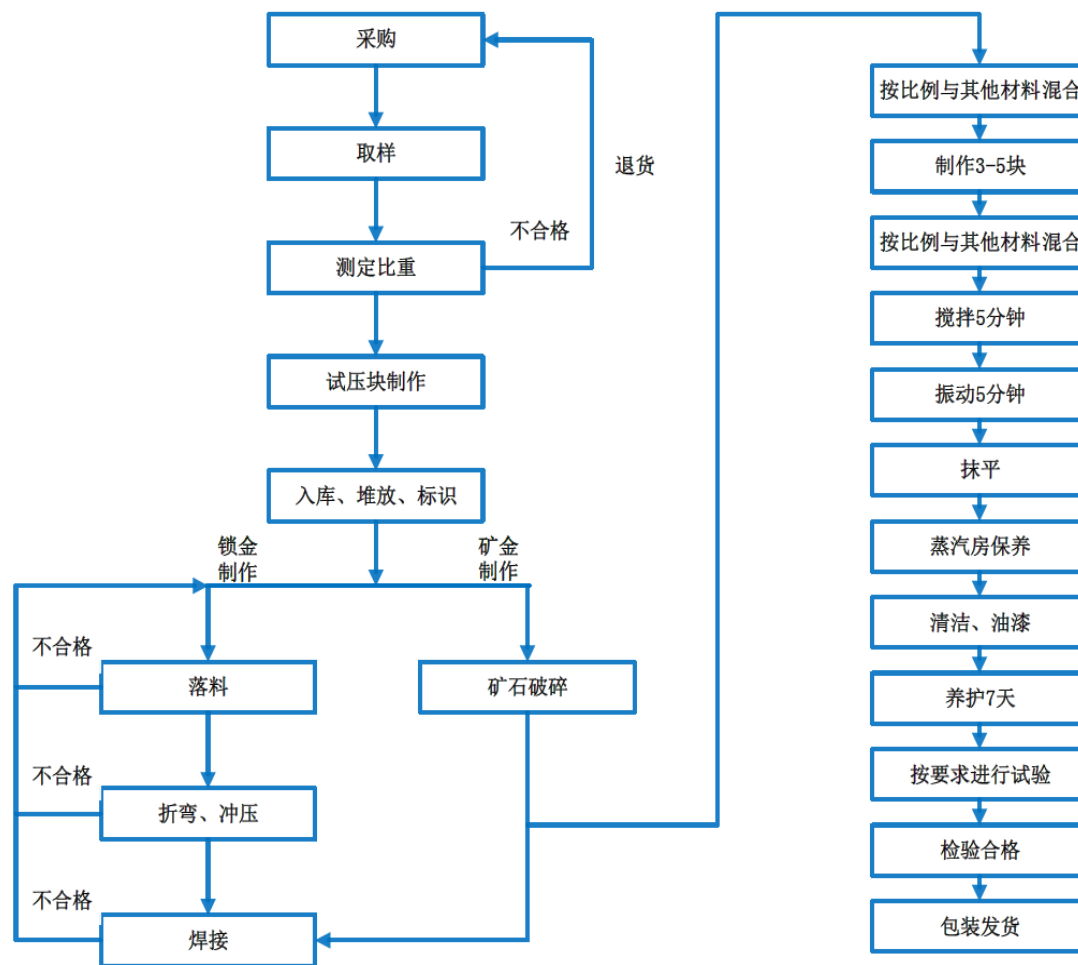 采购
取样
退货
不合格
测定比重
试压块制作
入库、堆放、标识
锁金
制作
矿金
制作
不合格
落料
矿石破碎
不合格
折弯、冲压
不合格
焊接
按比例与其他材料混合
制作3-5块
按比例与其他材料混合
搅拌5分钟
振动5分钟
抹平
蒸汽房保养
清洁、油漆
养护7天
按要求进行试验
检验合格
包装发货